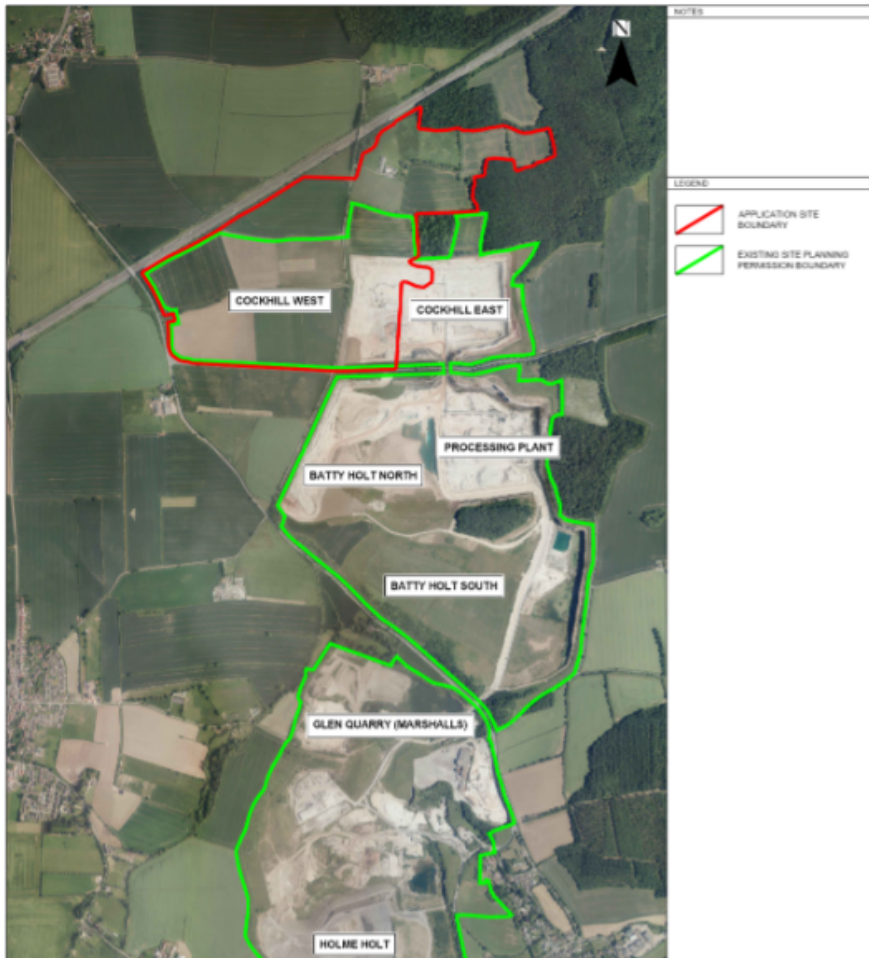 NOTES
LEGEND
APPLICATION SITE
BOUNDARY
EXISTING SITE PLANNING
PERMISSION BOUNDARY
COCKHILL WEST
COCKHILL EAST
PROCESSING PLANT
BATTY HOLT NORTH
BATTY HOLT SOUTH
GLEN QUARRY (MARSHALLS)
HOLME HOLT